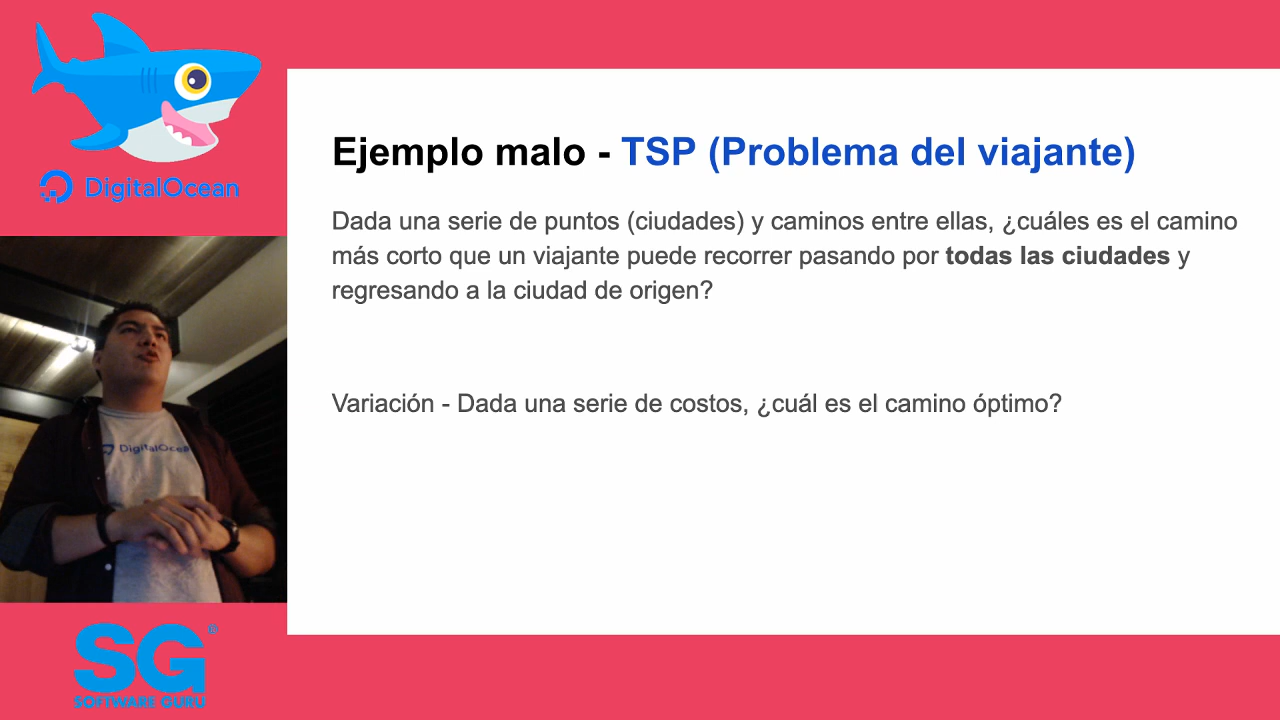 DigitalOcean
Ejemplo malo - TSP (Problema del viajante)
Dada una serie de puntos (ciudades) y caminos entre ellas, ¿cuáles es el camino
más corto que un viajante puede recorrer pasando por todas las ciudades y
regresando a la ciudad de origen?
Variación - Dada una serie de costos, ¿cuál es el camino óptimo?
DigitalOcean
SG®
SOFTWARE GURU